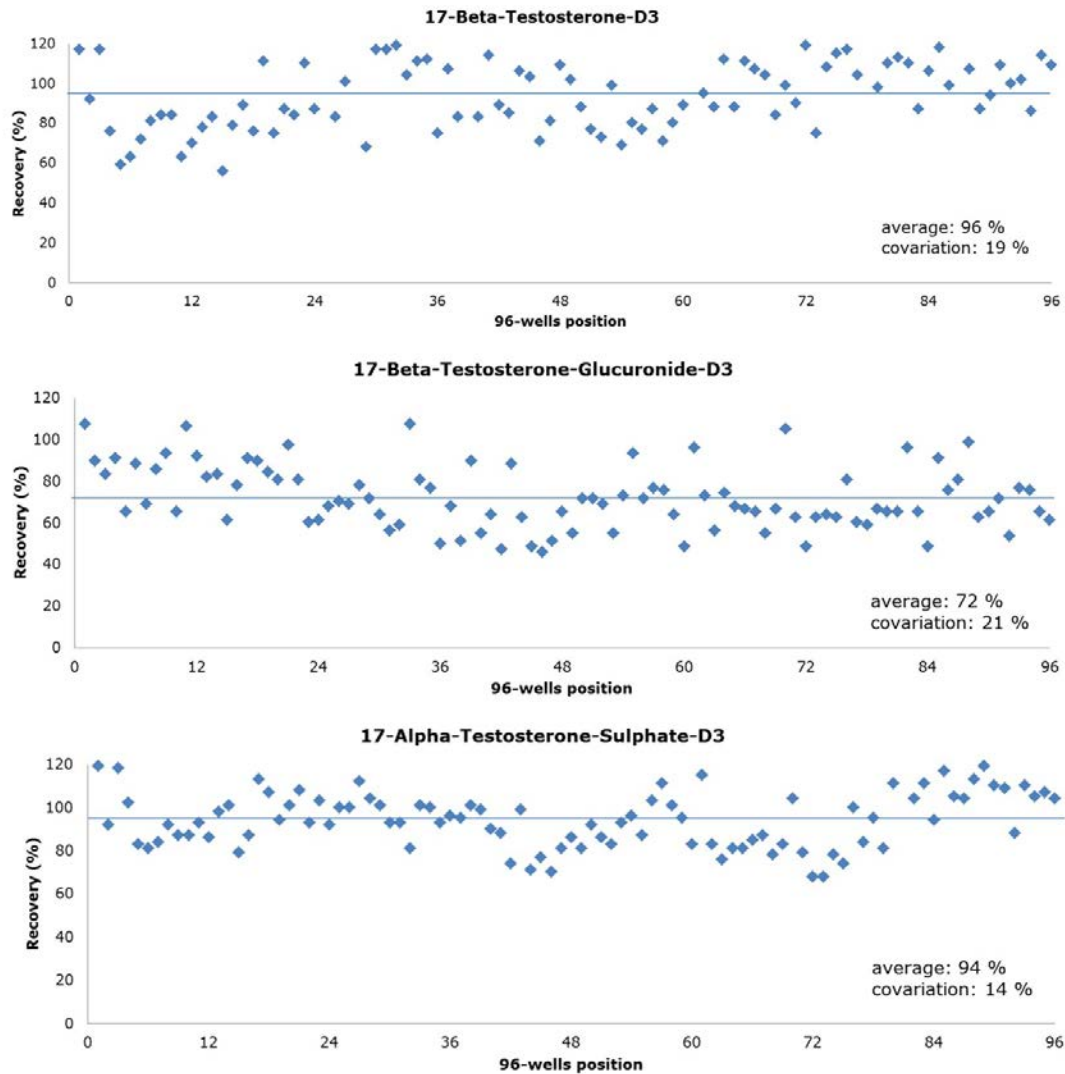 17-Beta-Testosterone-D3
120
100
80
60
40
20
0
Recovery (%)
average: 96 %
covariation: 19 %
0 12 24 36 48 60 72 84 96
96-wells position
17-Beta-Testosterone-Glucuronide-D3
120
100
80
60
40
20
0
Recovery (%)
average: 72 %
covariation: 21 %
0 12 24 36 48 60 72 84 96
96-wells position
17-Alpha-Testosterone-Sulphate-D3
120
100
80
60
40
20
0
Recovery (%)
average: 94 %
covariation: 14 %
0 12 24 36 48 60 72 84 96
96-wells position